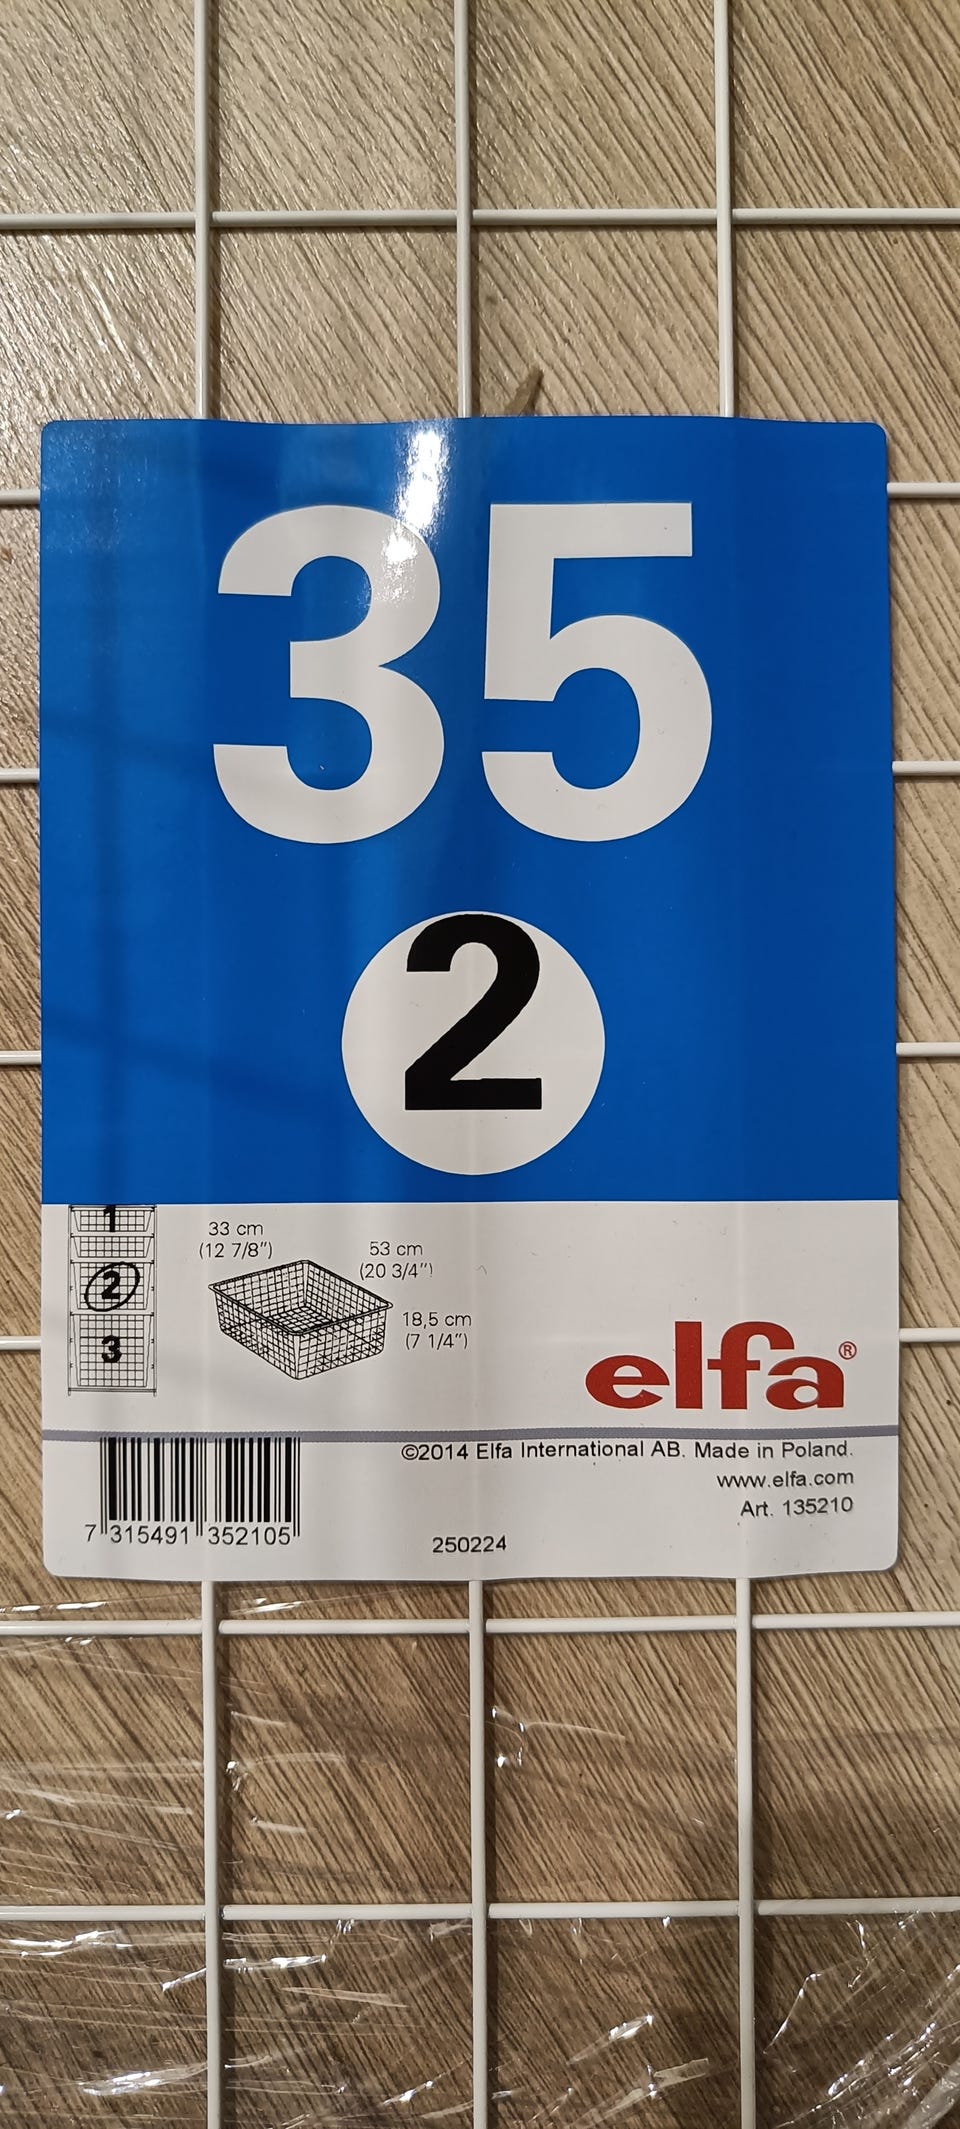 35
2
1
2
3
33 cm
(12 7/8")
53 cm
(20 3/4")
18,5 cm
(7 1/4")
elfa®
©2014 Elfa International AB. Made in Poland.
www.elfa.com
Art. 135210
7 315491 352105
250224